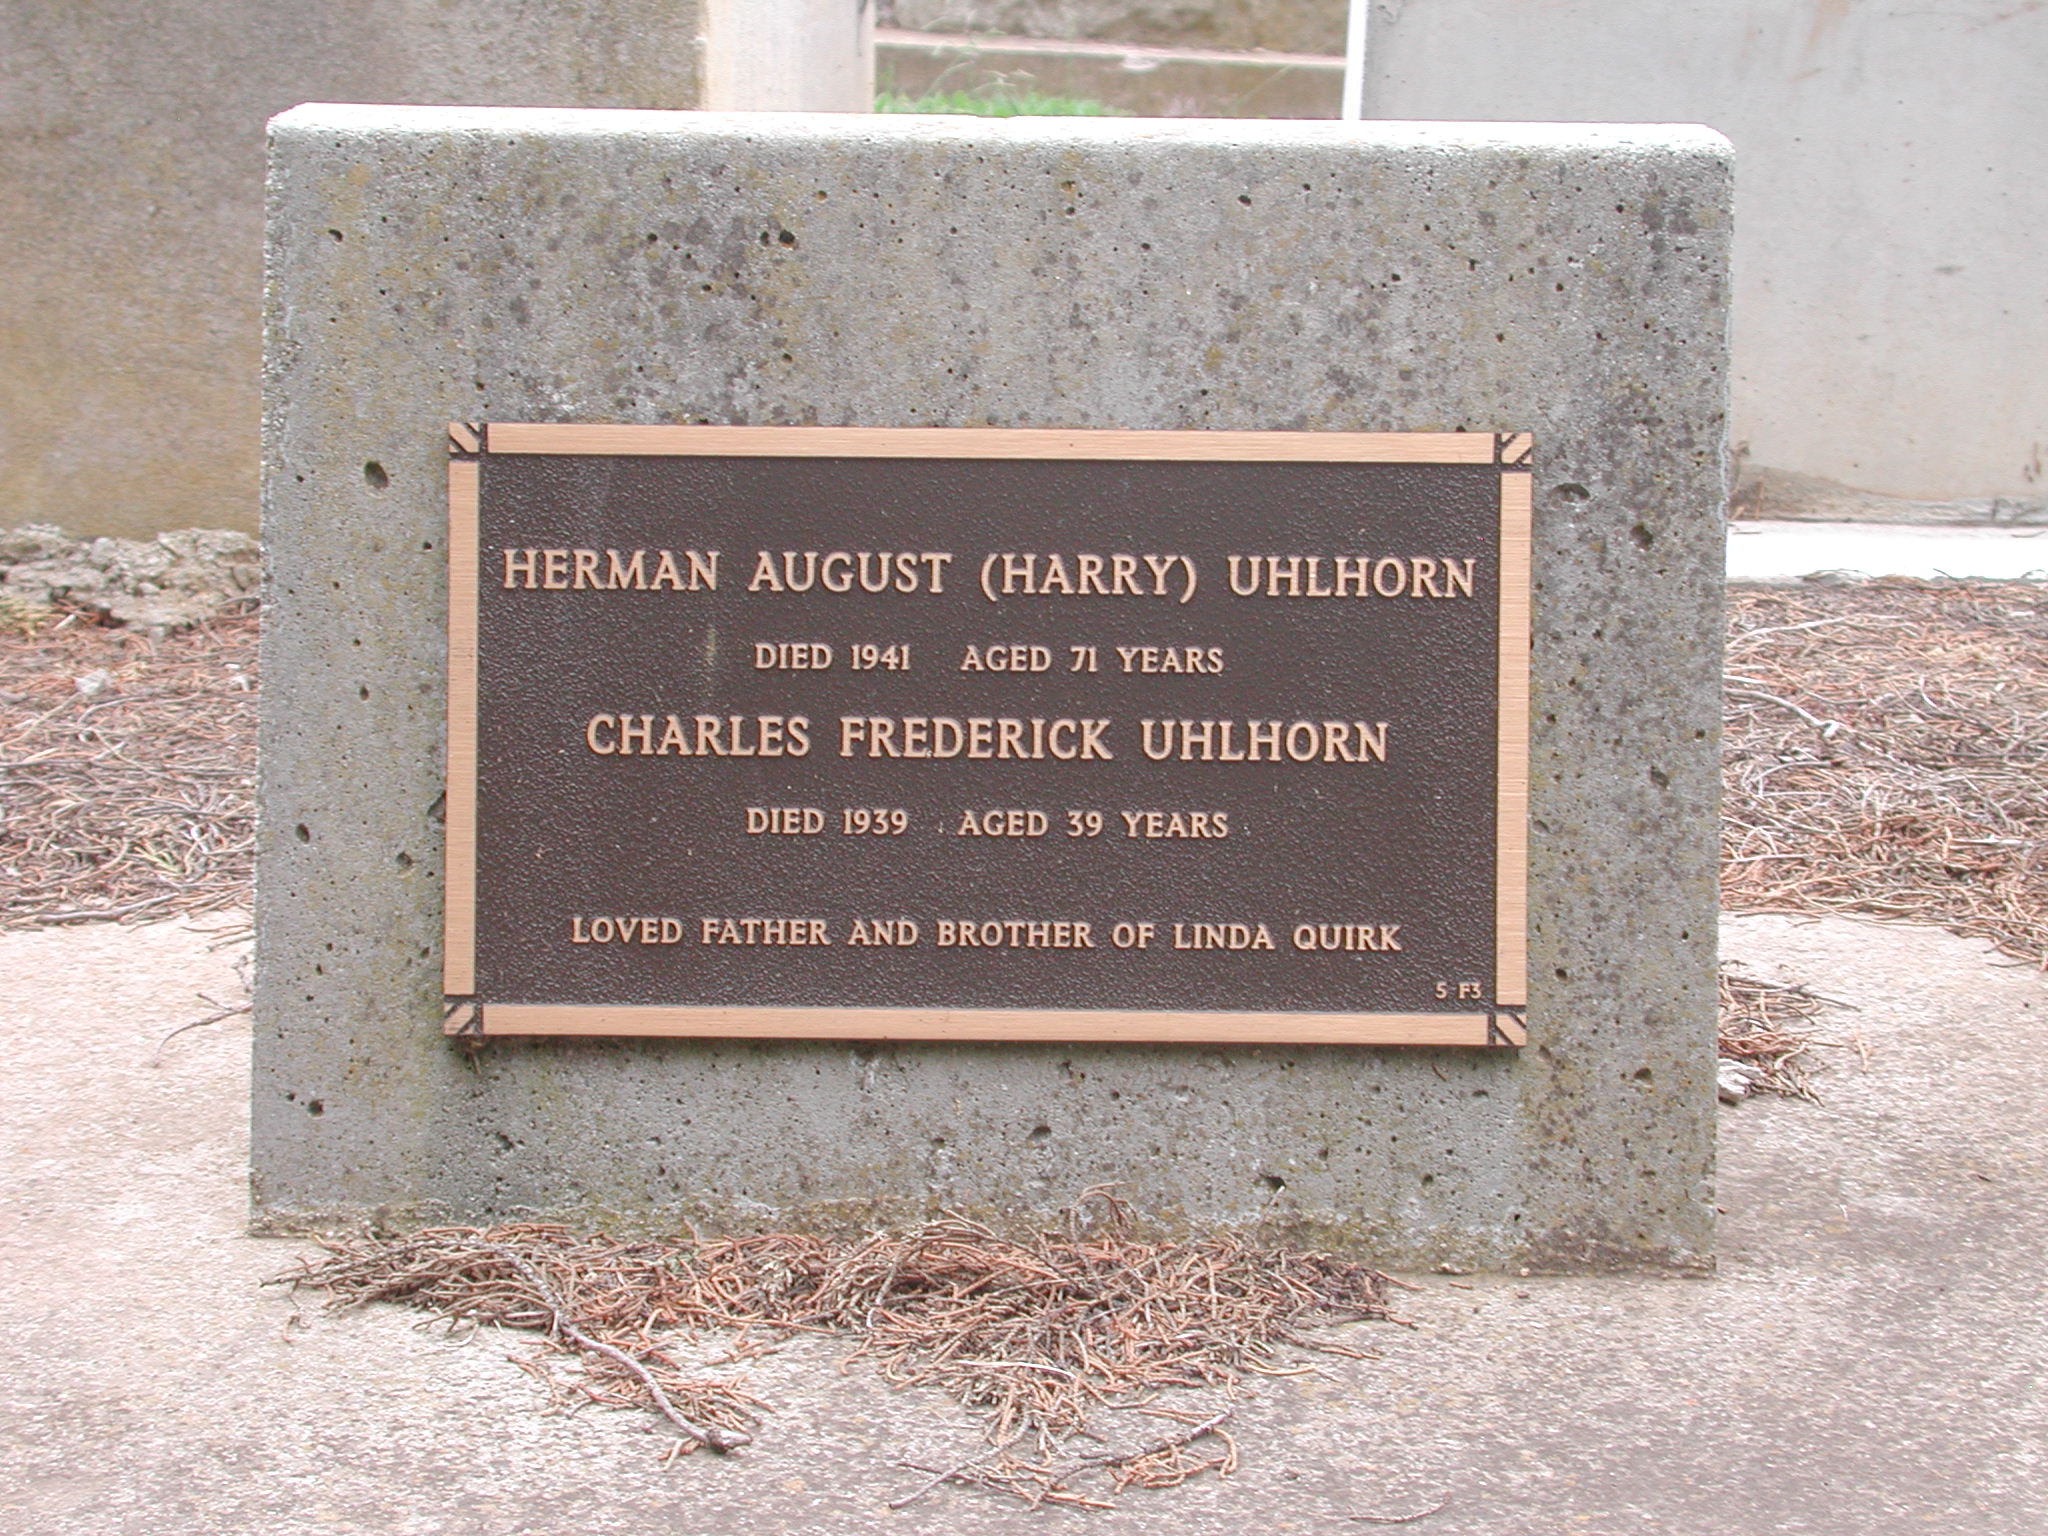 HERMAN AUGUST (HARRY) UHLHORN
DIED 1941 AGED 71 YEARS
CHARLES FREDERICK UHLHORN
DIED 1939 AGED 39 YEARS
LOVED FATHER AND BROTHER OF LINDA QUIRK
5 F3